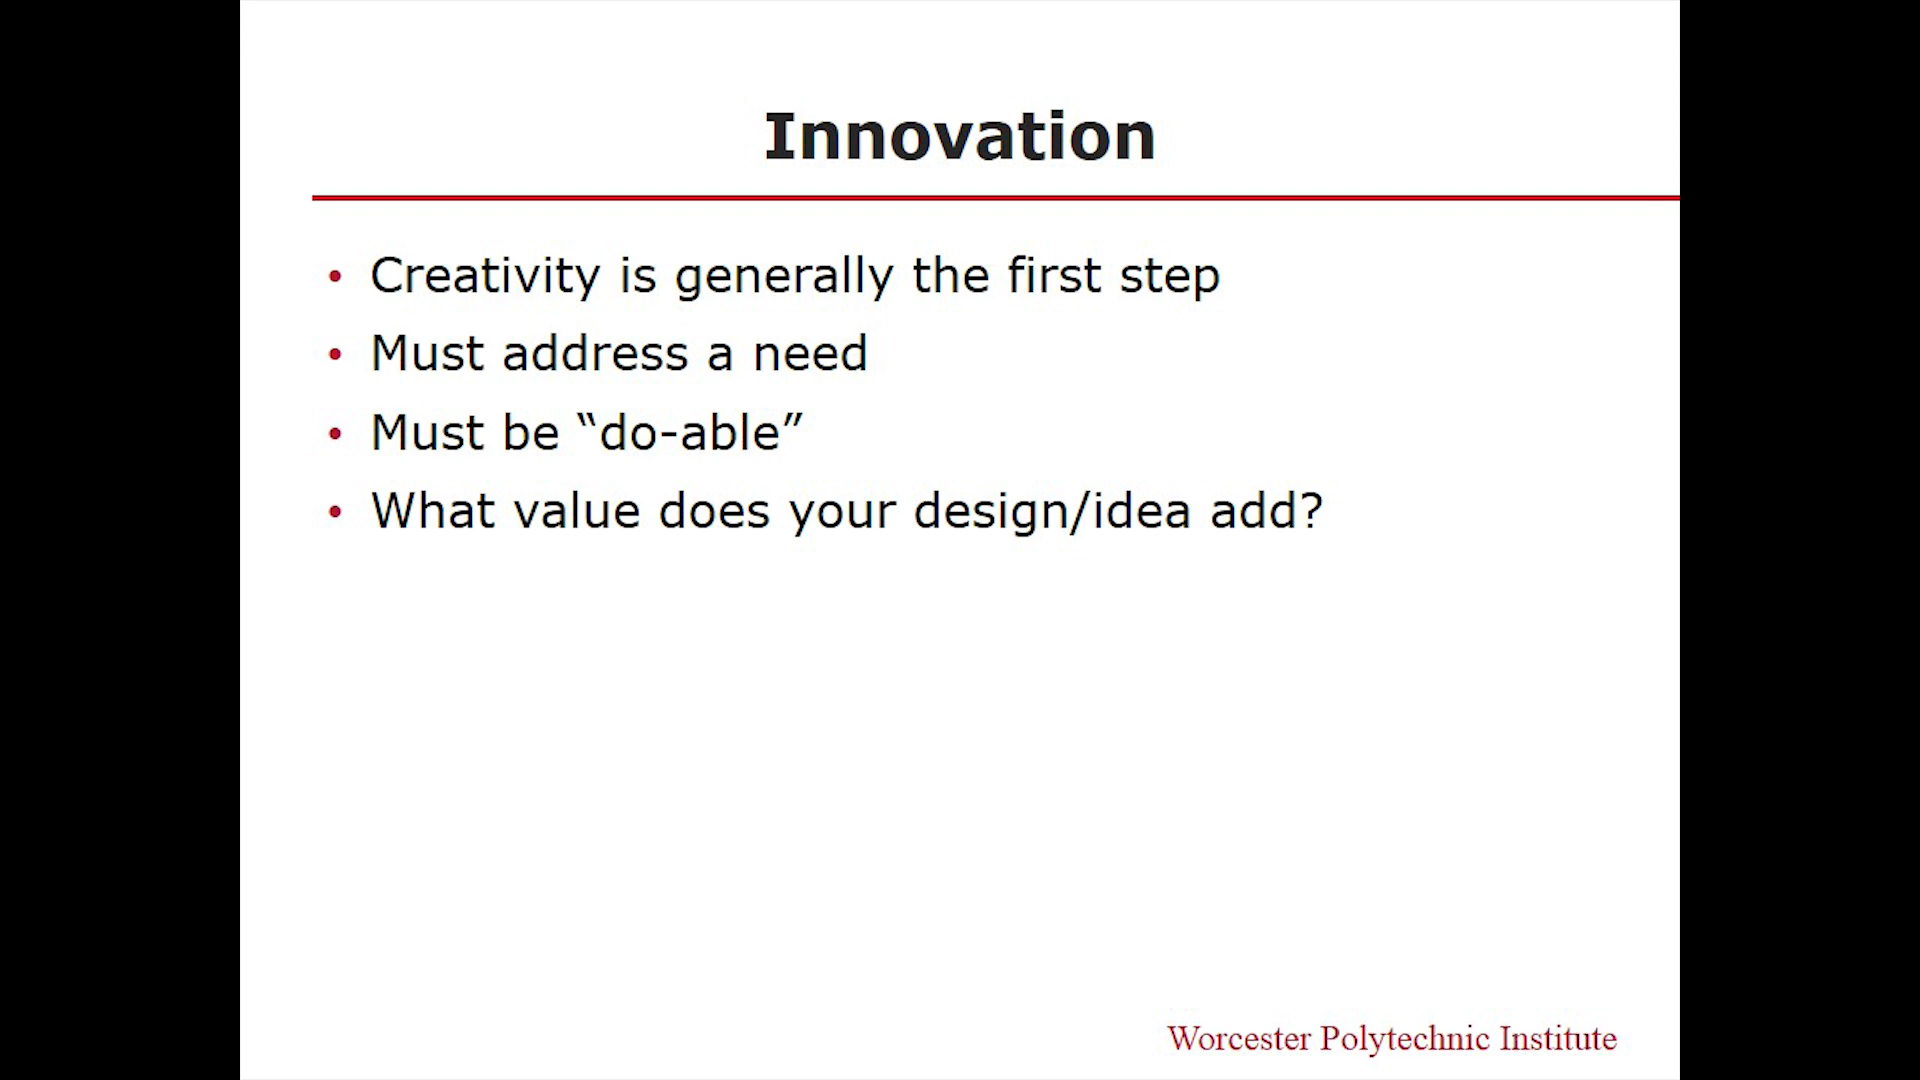 Innovation
• Creativity is generally the first step
• Must address a need
• Must be “do-able”
• What value does your design/idea add?
Worcester Polytechnic Institute